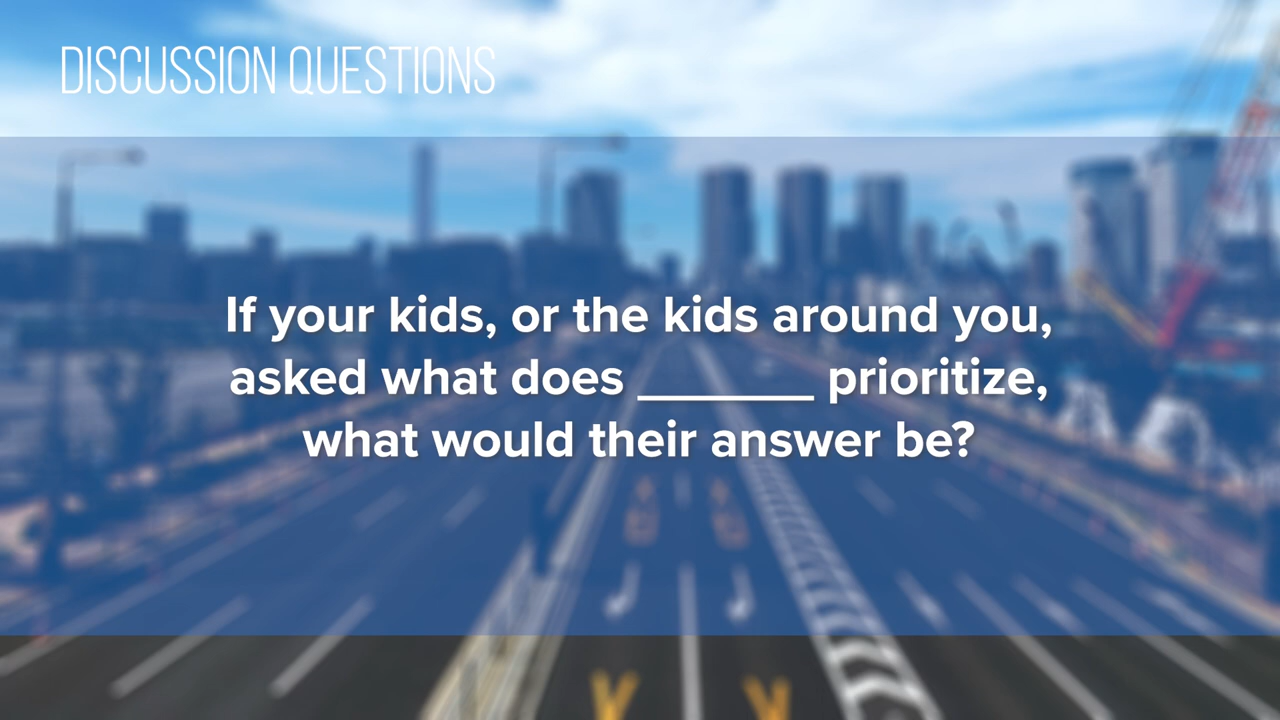 DISCUSSION QUESTIONS
If your kids, or the kids around you,
asked what does _______ prioritize,
what would their answer be?